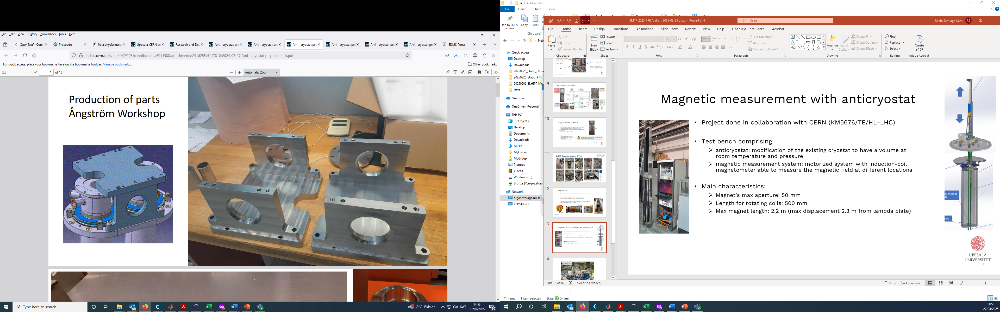 File Edit View History Bookmarks Tools Help
OpenText™ Core
Proceedo
freia.physics.uu.se
Uppsala-CERN cc
Research and Dev
Anti –cryostat pro
Anti –cryostat pro
Anti –cryostat pro
Anti –cryostat pro
Anti –cryostat pro
Anti –cryostat pro
EDMS Portal
indico.cern.ch/event/1429206/contributions/6011988/attachments/2916255/5117810/2024-08-27 Anti – cryostat project report.pdf
For quick access, place your bookmarks here on the bookmarks toolbar. Manage bookmarks...
Other Bookmarks
1 of 15
Automatic Zoom
Production of parts
Ångström Workshop
Type here to search
8°C Blåsigt
SWE
14:53
27/03/2025
20
AntiCryostat
File Home Share View
Pin to Quick
access
Copy
Paste
Clipboard
Quick access
Desktop
Downloads
20250326_Static_LTDe
20250326_Static_PTIn
20250506_SLHIPP Me
Data
OneDrive
OneDrive - Personal
This PC
3D Objects
Desktop
Documents
Downloads
Music
MyFolder
MyGroup
Pictures
Videos
Windows (C:)
Bronze (\\argos.stora
Network
argos.storage.uu.se
PHY-KERO
41 items
1 item selected
State: Online
SMTF_2025_FREIA_draft_2025-03-25.pptx - PowerPoint
Search
Rocio Santiago Kern RS
File Home Insert Design Transitions Animations Slide Show Review View Help OpenText Core Share Acrobat
Paste
Cut
Copy
Format Painter
Clipboard
New
Slide
Layout
Reset
Section
Slides
18
Font
Text Direction
Align Text
Convert to SmartArt
Paragraph
Arrange
Quick
Styles
Shape Fill
Shape Outline
Shape Effects
Drawing
Find
Replace
Select
Editing
Create
a PDF
Adobe Acrobat
9
The magnet test-stand
10
Magnet testing at FREIA
11
SuShi: Superconducting Shield
12
Magnet R&D
13
Magnetic measurement with anticryostat
14
Magnetic measurement with anticryostat
• Project done in collaboration with CERN (KM5676/TE/HL-LHC)
• Test bench comprising
➢ anticryostat: modification of the existing cryostat to have a volume at
room temperature and pressure
➢ magnetic measurement system: motorized system with induction-coil
magnetometer able to measure the magnetic field at different locations
• Main characteristics:
➢ Magnet's max aperture: 50 mm
➢ Length for rotating coils: 500 mm
➢ Max magnet length: 2.2 m (max displacement 2.3 m from lambda plate)
UPPSALA
UNIVERSITET
13
Slide 13 of 16
Swedish (Sweden)
Notes
Comments
14:53
27/03/2025